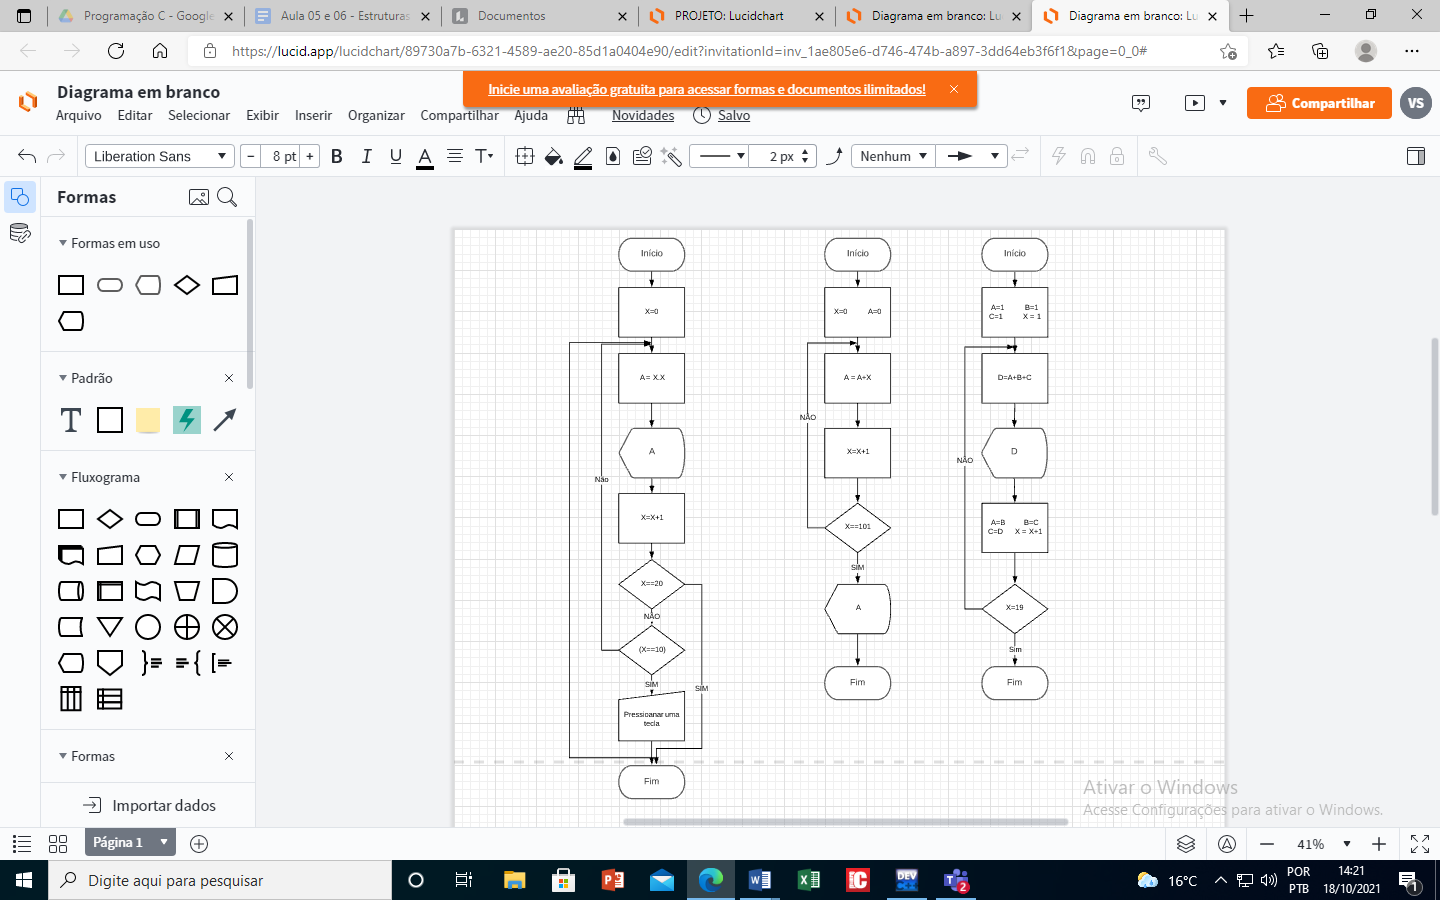 Programação C - Google
Aula 05 e 06 - Estruturas
Documentos
PROJETO: Lucidchart
Diagrama em branco: Lu
Diagrama em branco: Lu
https://lucid.app/lucidchart/89730a7b-6321-4589-ae20-85d1a0404e90/edit?invitationId=inv_1ae805e6-d746-474b-a897-3dd64eb3f6f1&page=0_0#
Diagrama em branco
Inicie uma avaliação gratuita para acessar formas e documentos ilimitados!
Compartilhar
VS
Arquivo Editar Selecionar Exibir Inserir Organizar Compartilhar Ajuda Novidades Salvo
Liberation Sans
8 pt
B I U A T
2 px
Nenhum
Formas
Formas em uso
Padrão
T
Fluxograma
Formas
Importar dados
Início
X=0
A = X.X
A
Não
X=X+1
X==20
NÃO
(X==10)
SIM
SIM
Pressioanar uma
tecla
Fim
Início
X=0 A=0
A = A+X
NÃO
X=X+1
X==101
SIM
A
Fim
Início
A=1 B=1
C=1 X = 1
D=A+B+C
D
NÃO
A=B B=C
C=D X = X+1
X=19
Sim
Fim
Ativar o Windows
Acesse Configurações para ativar o Windows.
Página 1
41%
Digite aqui para pesquisar
DEV
2
16°C
POR
PTB
14:21
18/10/2021
1